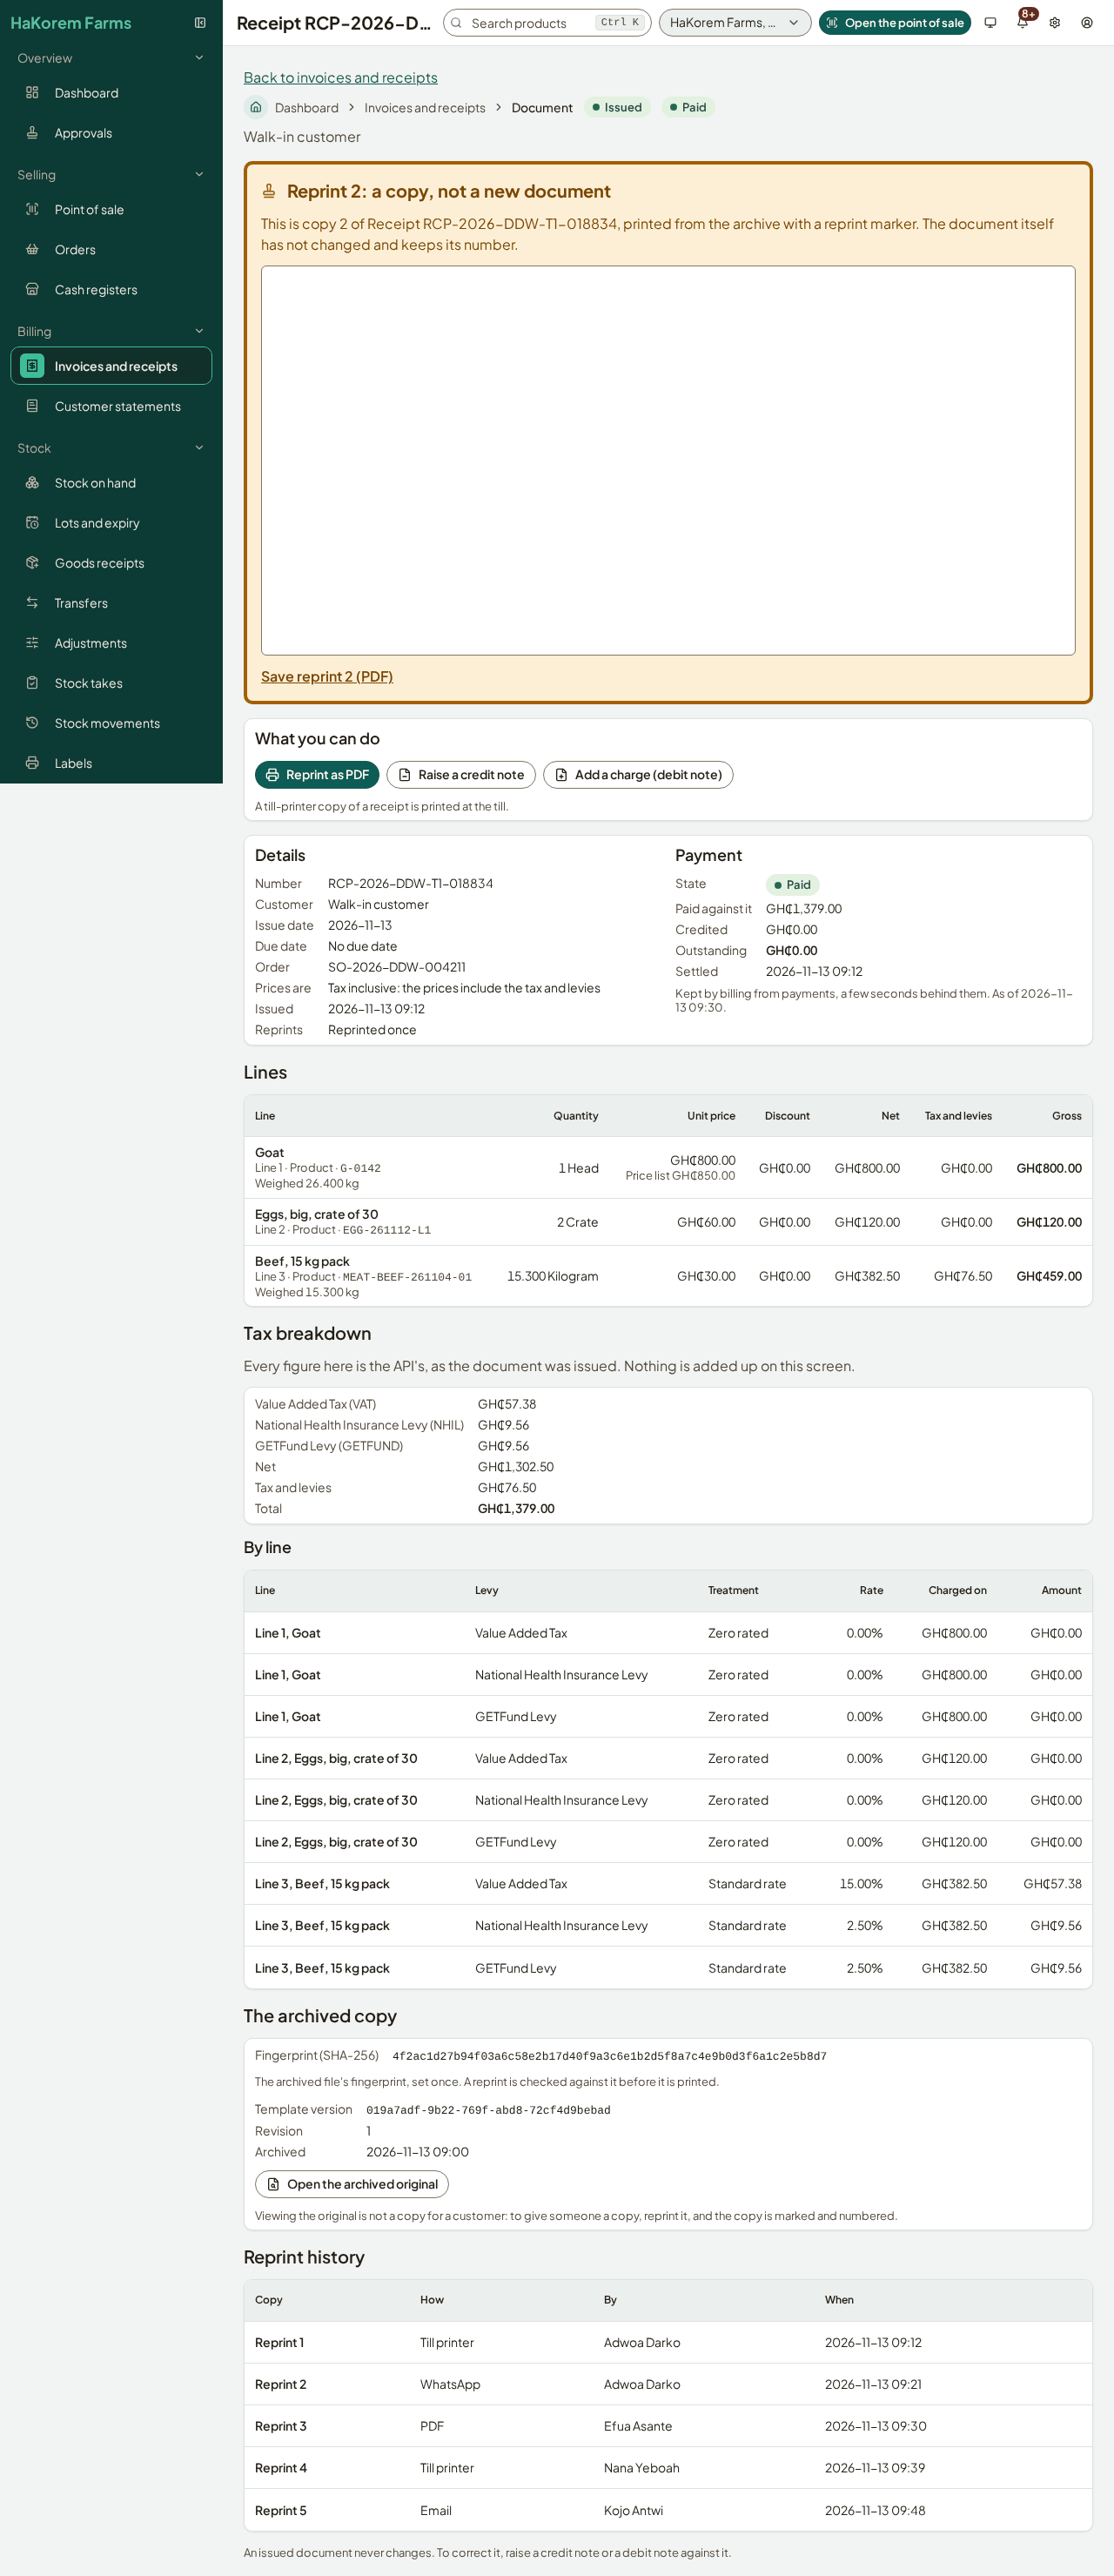 HaKorem Farms
Overview
Dashboard
Approvals
Selling
Point of sale
Orders
Cash registers
Billing
Invoices and receipts
Customer statements
Stock
Stock on hand
Lots and expiry
Goods receipts
Transfers
Adjustments
Stock takes
Stock movements
Labels
Receipt RCP-2026-D...
Search products
Ctrl K
HaKorem Farms, ...
Open the point of sale
8+
Back to invoices and receipts
Dashboard > Invoices and receipts > Document Issued Paid
Walk-in customer
Reprint 2: a copy, not a new document
This is copy 2 of Receipt RCP-2026-DDW-T1-018834, printed from the archive with a reprint marker. The document itself
has not changed and keeps its number.
Save reprint 2 (PDF)
What you can do
Reprint as PDF Raise a credit note Add a charge (debit note)
A till-printer copy of a receipt is printed at the till.
Details
Number RCP-2026-DDW-T1-018834
Customer Walk-in customer
Issue date 2026-11-13
Due date No due date
Order SO-2026-DDW-004211
Prices are Tax inclusive: the prices include the tax and levies
Issued 2026-11-13 09:12
Reprints Reprinted once
Payment
State Paid
Paid against it GH₵1,379.00
Credited GH₵0.00
Outstanding GH₵0.00
Settled 2026-11-13 09:12
Kept by billing from payments, a few seconds behind them. As of 2026-11-
13 09:30.
Lines
Line Quantity Unit price Discount Net Tax and levies Gross
Goat
Line 1 · Product · G-0142
Weighed 26.400 kg
1 Head GH₵800.00 GH₵0.00 GH₵800.00 GH₵0.00 GH₵800.00
Price list GH₵850.00
Eggs, big, crate of 30
Line 2 · Product · EGG-261112-L1
2 Crate GH₵60.00 GH₵0.00 GH₵120.00 GH₵0.00 GH₵120.00
Beef, 15 kg pack
Line 3 · Product · MEAT-BEEF-261104-01
Weighed 15.300 kg
15.300 Kilogram GH₵30.00 GH₵0.00 GH₵382.50 GH₵76.50 GH₵459.00
Tax breakdown
Every figure here is the API's, as the document was issued. Nothing is added up on this screen.
Value Added Tax (VAT) GH₵57.38
National Health Insurance Levy (NHIL) GH₵9.56
GETFund Levy (GETFUND) GH₵9.56
Net GH₵1,302.50
Tax and levies GH₵76.50
Total GH₵1,379.00
By line
Line Levy Treatment Rate Charged on Amount
Line 1, Goat Value Added Tax Zero rated 0.00% GH₵800.00 GH₵0.00
Line 1, Goat National Health Insurance Levy Zero rated 0.00% GH₵800.00 GH₵0.00
Line 1, Goat GETFund Levy Zero rated 0.00% GH₵800.00 GH₵0.00
Line 2, Eggs, big, crate of 30 Value Added Tax Zero rated 0.00% GH₵120.00 GH₵0.00
Line 2, Eggs, big, crate of 30 National Health Insurance Levy Zero rated 0.00% GH₵120.00 GH₵0.00
Line 2, Eggs, big, crate of 30 GETFund Levy Zero rated 0.00% GH₵120.00 GH₵0.00
Line 3, Beef, 15 kg pack Value Added Tax Standard rate 15.00% GH₵382.50 GH₵57.38
Line 3, Beef, 15 kg pack National Health Insurance Levy Standard rate 2.50% GH₵382.50 GH₵9.56
Line 3, Beef, 15 kg pack GETFund Levy Standard rate 2.50% GH₵382.50 GH₵9.56
The archived copy
Fingerprint (SHA-256) 4f2ac1d27b94f03a6c58e2b17d40f9a3c6e1b2d5f8a7c4e9b0d3f6a1c2e5b8d7
The archived file's fingerprint, set once. A reprint is checked against it before it is printed.
Template version 019a7adf-9b22-769f-abd8-72cf4d9bebad
Revision 1
Archived 2026-11-13 09:00
Open the archived original
Viewing the original is not a copy for a customer: to give someone a copy, reprint it, and the copy is marked and numbered.
Reprint history
Copy How By When
Reprint 1 Till printer Adwoa Darko 2026-11-13 09:12
Reprint 2 WhatsApp Adwoa Darko 2026-11-13 09:21
Reprint 3 PDF Efua Asante 2026-11-13 09:30
Reprint 4 Till printer Nana Yeboah 2026-11-13 09:39
Reprint 5 Email Kojo Antwi 2026-11-13 09:48
An issued document never changes. To correct it, raise a credit note or a debit note against it.